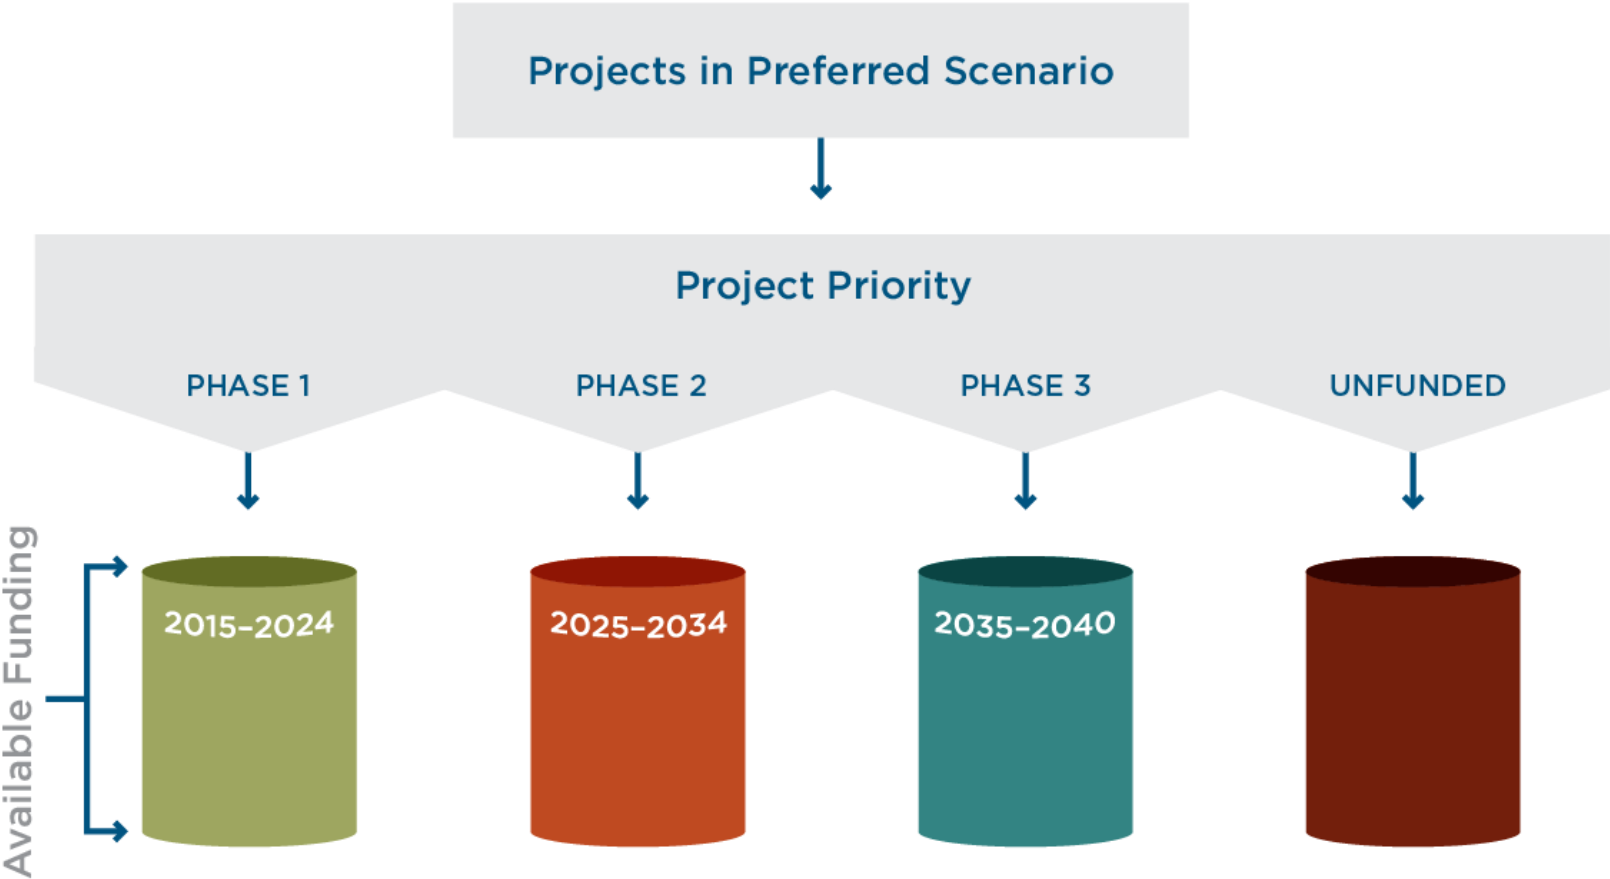 Projects in Preferred Scenario
Project Priority
PHASE 1
PHASE 2
PHASE 3
UNFUNDED
Available Funding
2015–2024
2025–2034
2035–2040